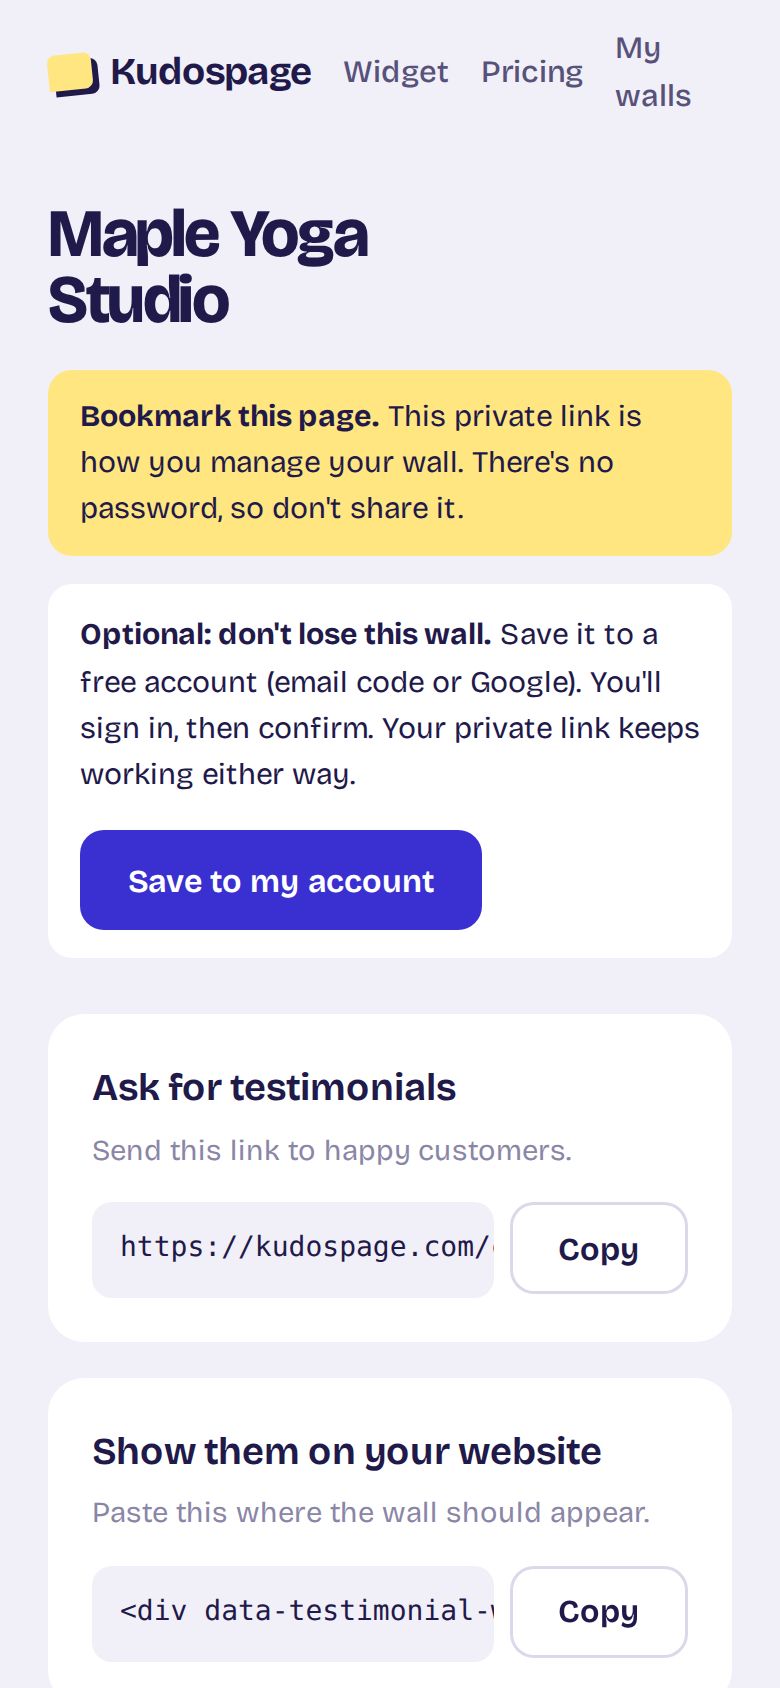 Kudospage Widget Pricing My walls
Maple Yoga
Studio
Bookmark this page. This private link is
how you manage your wall. There's no
password, so don't share it.
Optional: don't lose this wall. Save it to a
free account (email code or Google). You'll
sign in, then confirm. Your private link keeps
working either way.
Save to my account
Ask for testimonials
Send this link to happy customers.
https://kudospage.com/
Copy
Show them on your website
Paste this where the wall should appear.
<div data-testimonial-
Copy